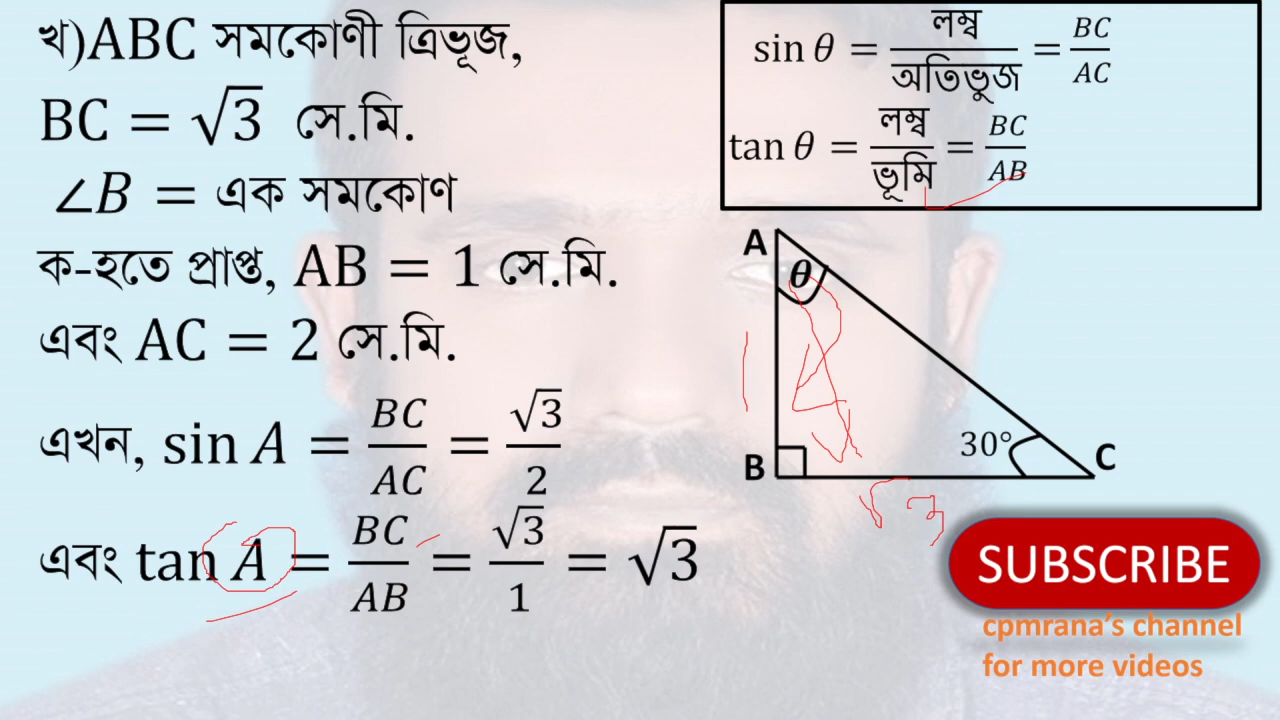 খ)ABC সমকোণী ত্রিভূজ,
BC = √3 সে.মি.
∠B = এক সমকোণ
ক-হতে প্রাপ্ত, AB = 1 সে.মি.
এবং AC = 2 সে.মি.
এখন, sin A = BC/AC = √3/2
এবং tan A = BC/AB = √3/1 = √3
sin θ = লম্ব/অতিভুজ = BC/AC
tan θ = লম্ব/ভূমি = BC/AB
A
θ
1
B
30°
C
√3
SUBSCRIBE
cpmrana's channel
for more videos